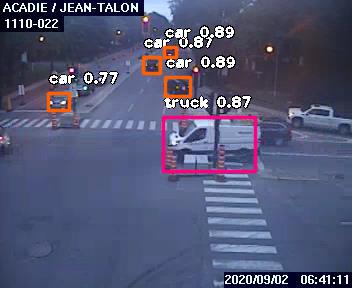 ACADIE / JEAN-TALON
1110-022
car 0.89
car 0.87
car 0.89
car 0.77
truck 0.87
2020/09/02 06:41:11